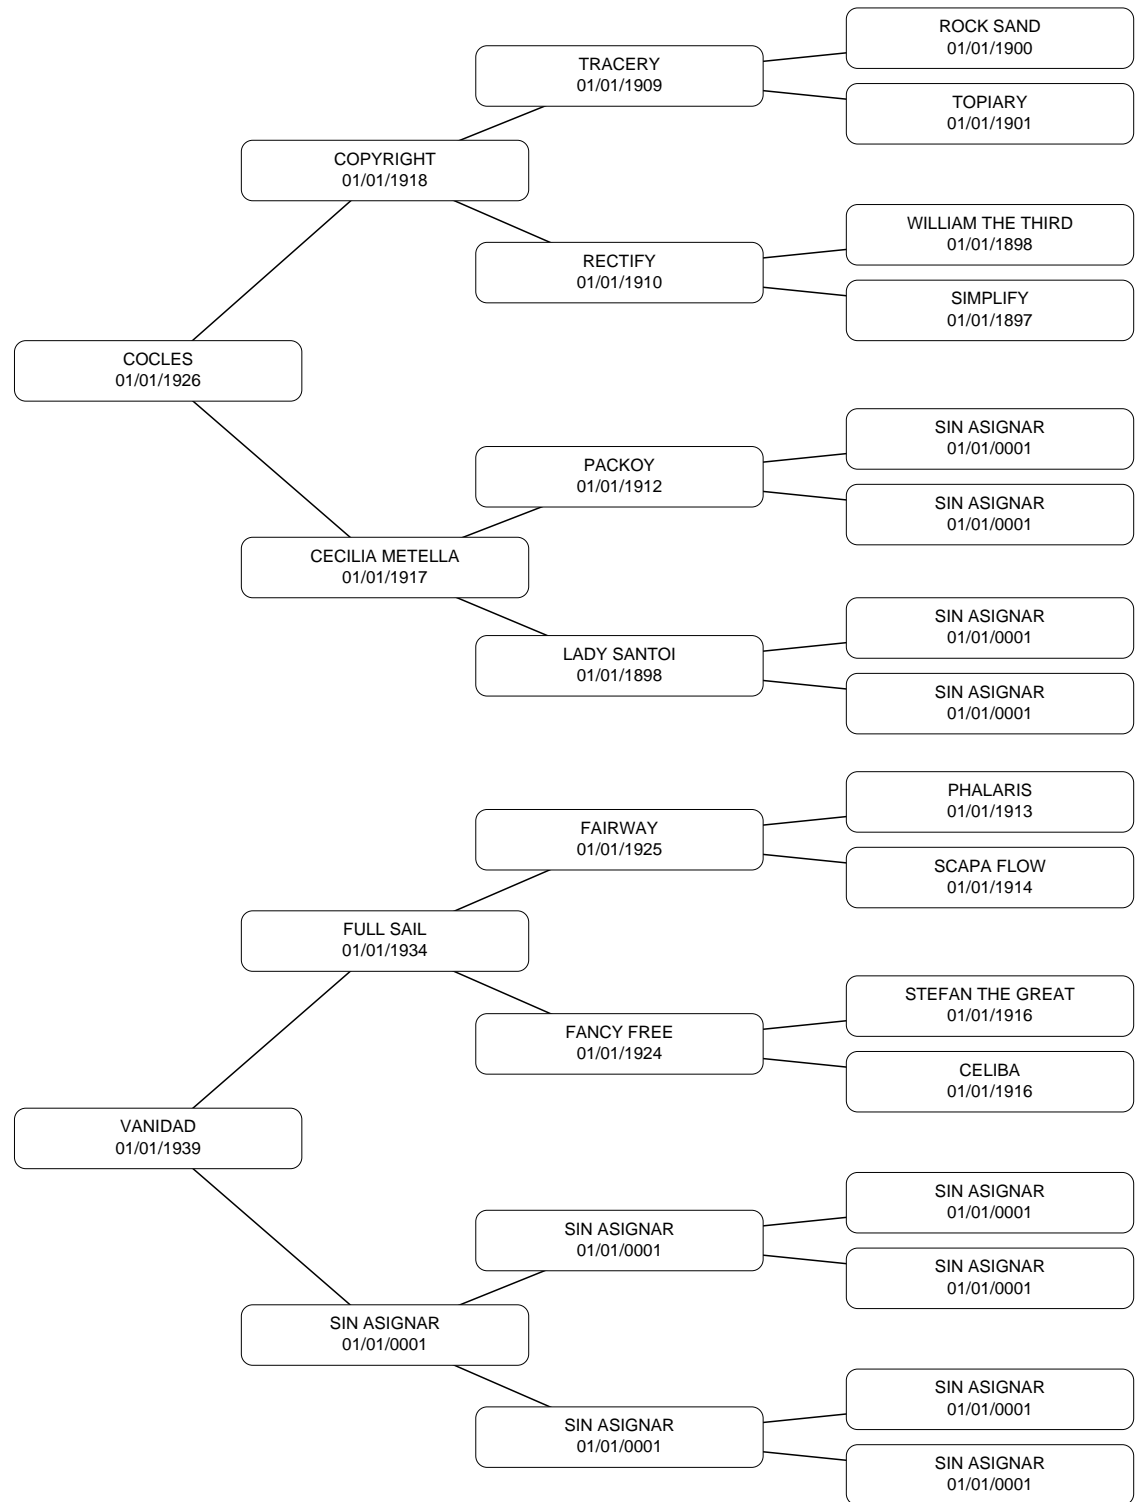 ROCK SAND
01/01/1900
TRACERY
01/01/1909
TOPIARY
01/01/1901
COPYRIGHT
01/01/1918
WILLIAM THE THIRD
01/01/1898
RECTIFY
01/01/1910
SIMPLIFY
01/01/1897
COCLES
01/01/1926
SIN ASIGNAR
01/01/0001
PACKOY
01/01/1912
SIN ASIGNAR
01/01/0001
CECILIA METELLA
01/01/1917
SIN ASIGNAR
01/01/0001
LADY SANTOI
01/01/1898
SIN ASIGNAR
01/01/0001
PHALARIS
01/01/1913
FAIRWAY
01/01/1925
SCAPA FLOW
01/01/1914
FULL SAIL
01/01/1934
STEFAN THE GREAT
01/01/1916
FANCY FREE
01/01/1924
CELIBA
01/01/1916
VANIDAD
01/01/1939
SIN ASIGNAR
01/01/0001
SIN ASIGNAR
01/01/0001
SIN ASIGNAR
01/01/0001
SIN ASIGNAR
01/01/0001
SIN ASIGNAR
01/01/0001
SIN ASIGNAR
01/01/0001
SIN ASIGNAR
01/01/0001